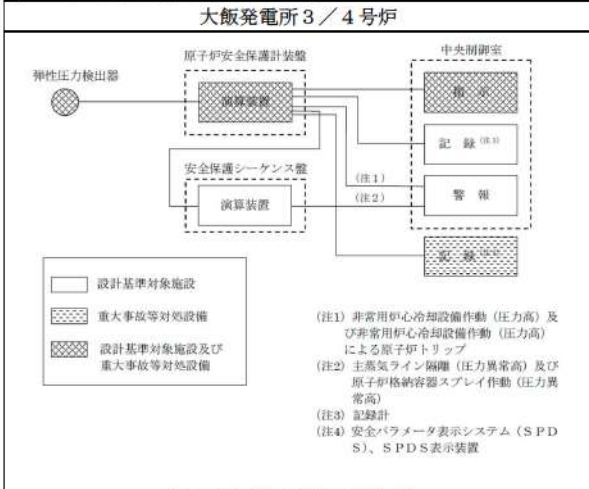 大飯発電所3/4号炉
原子炉安全保護計装盤
中央制御室
弾性圧力検出器
演算装置
指 示
記 録(注3)
安全保護シーケンス盤
(注1)
(注2)
演算装置
警 報
記 録(注4)
設計基準対象施設
重大事故等対処設備
設計基準対象施設及び
重大事故等対処設備
(注1) 非常用炉心冷却設備作動(圧力高)及
び非常用炉心冷却設備作動(圧力高)
による原子炉トリップ
(注2) 主蒸気ライン隔離(圧力異常高)及び
原子炉格納容器スプレイ作動(圧力異
常高)
(注3) 記録計
(注4) 安全パラメータ表示システム(SPD
S)、SPDS表示装置